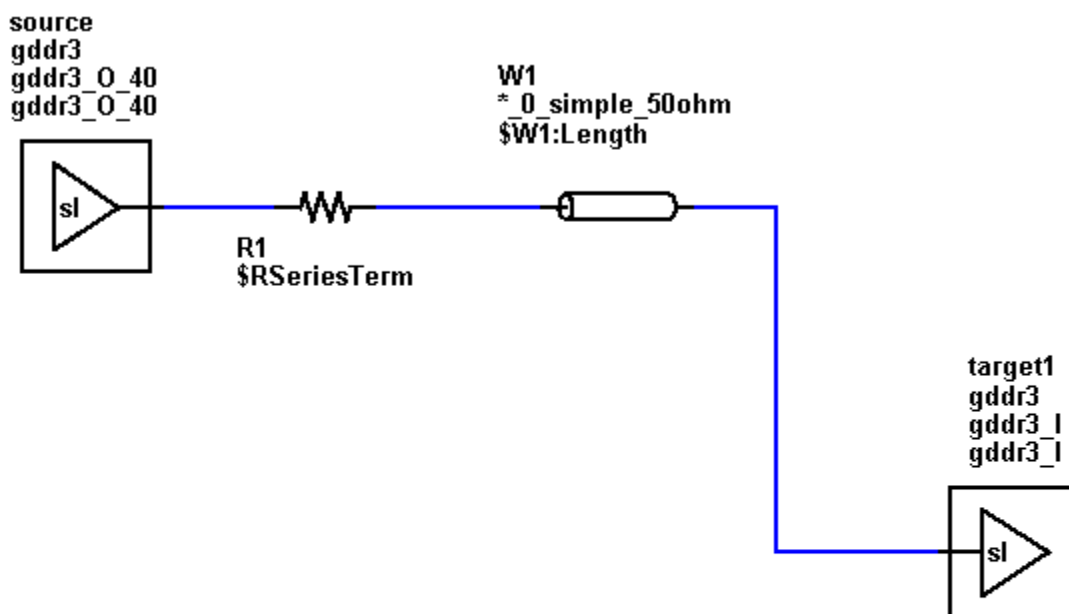 source
gddr3
gddr3_O_40
gddr3_O_40
sl
R1
$RSeriesTerm
W1
*_0_simple_50ohm
$W1:Length
target1
gddr3
gddr3_I
gddr3_I
sl